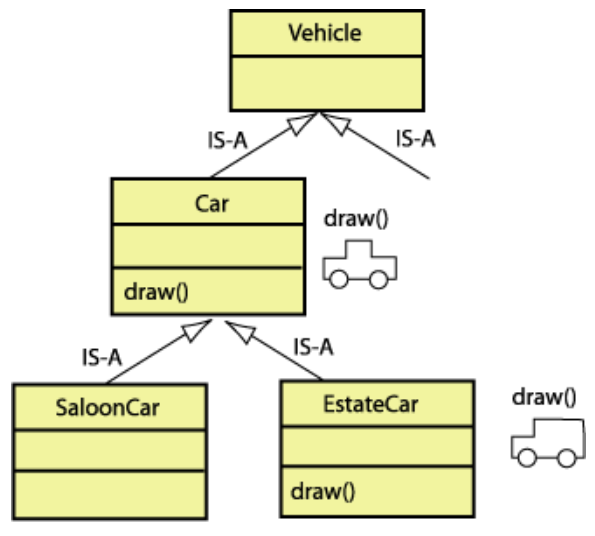 Vehicle
IS-A
IS-A
Car
draw()
draw()
IS-A
IS-A
SaloonCar
EstateCar
draw()
draw()